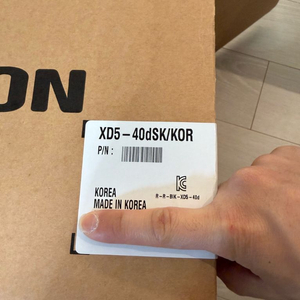 ON
XD5-40dSK/KOR
P/N :
KOREA
MADE IN KOREA
R-R-BIK-XD5-40d